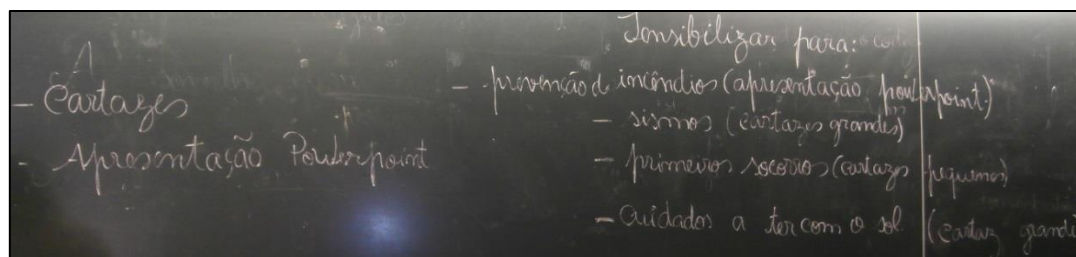 - Cartazes
- Apresentação Powerpoint
Sensibilizar para:
- prevenção de incêndios (apresentação powerpoint)
- sismos (cartazes grandes)
- primeiros socorros (cartazes pequenos)
- Cuidados a ter com o sol (cartaz grande